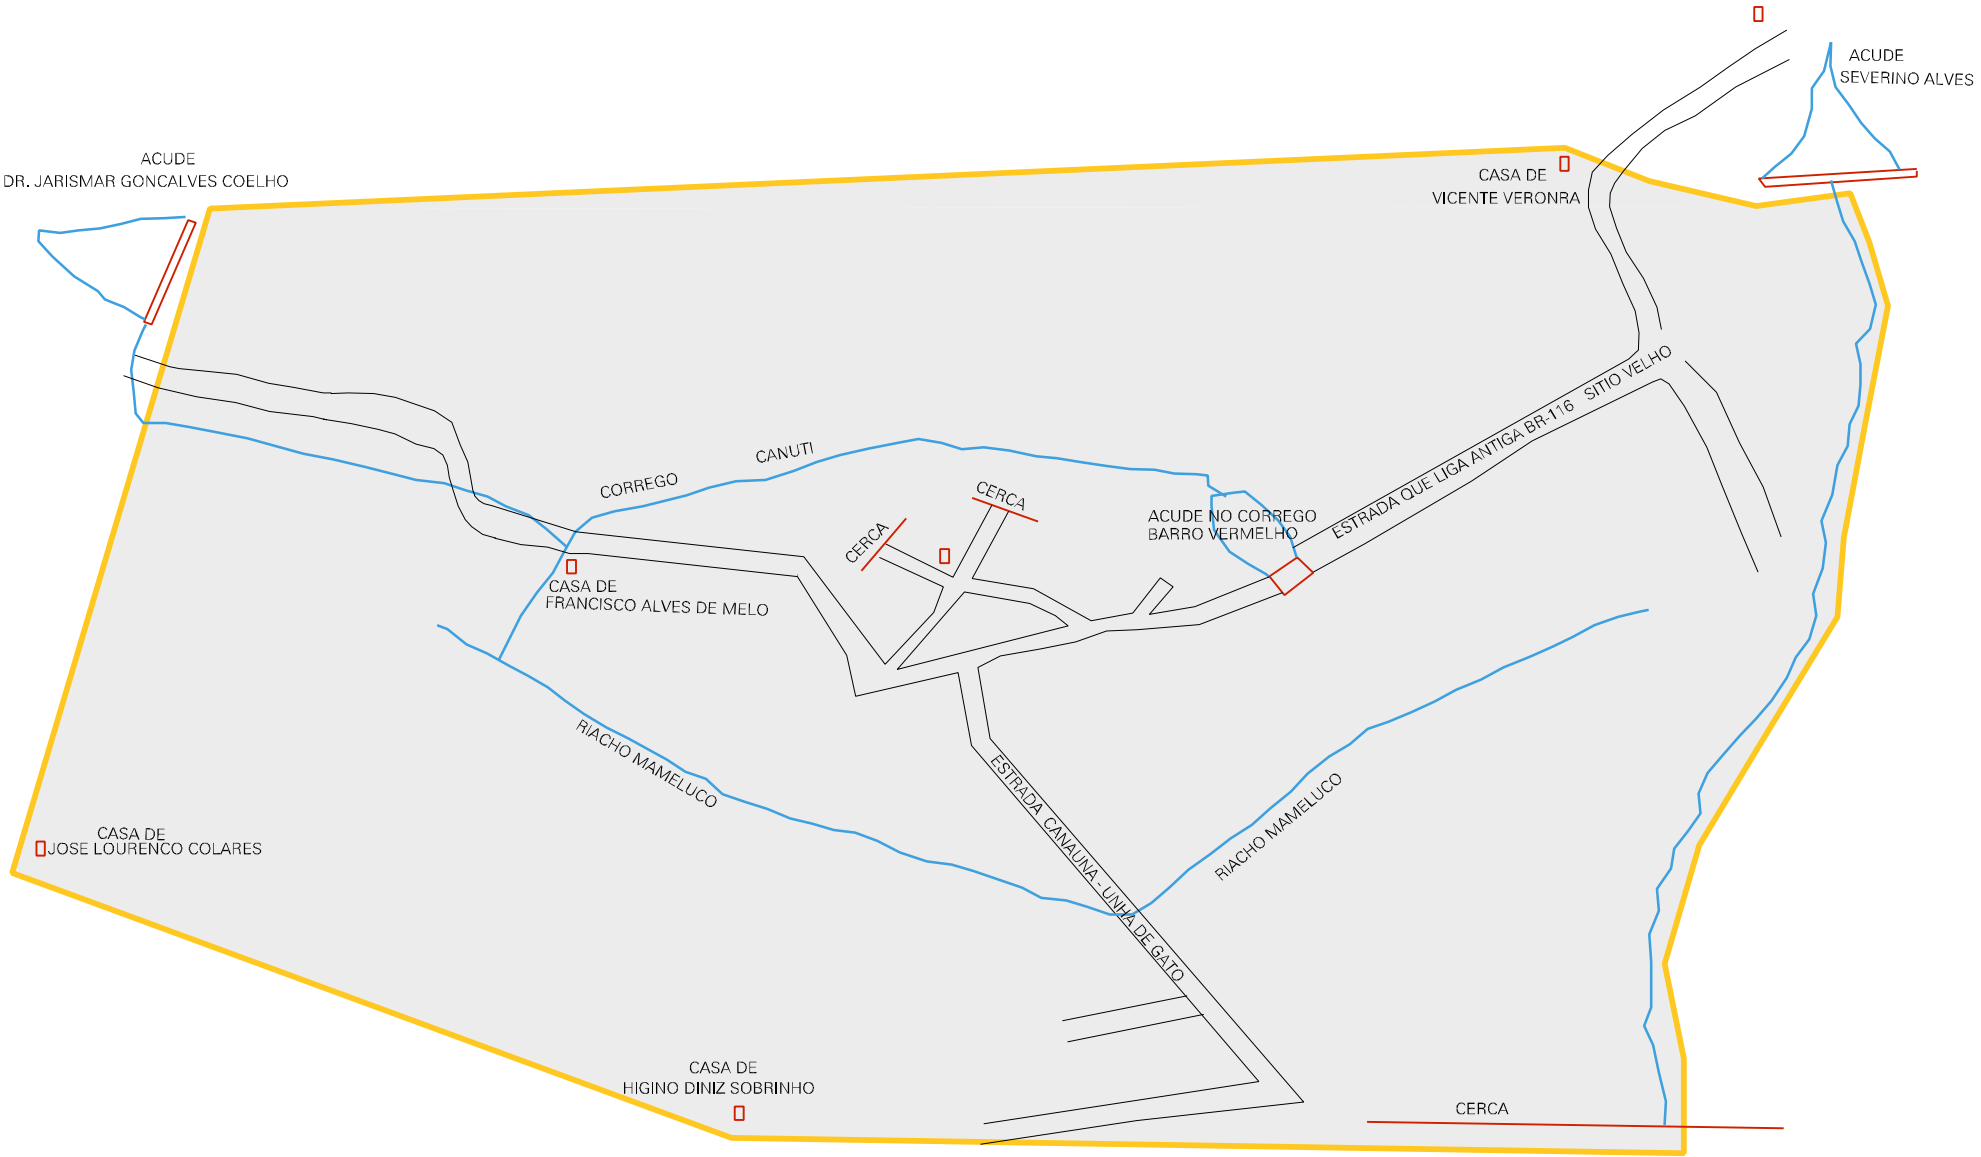 ACUDE
SEVERINO ALVES
ACUDE
DR. JARISMAR GONCALVES COELHO
CASA DE
VICENTE VERONRA
ESTRADA QUE LIGA ANTIGA BR-116 SITIO VELHO
CORREGO CANUTI
CERCA
CERCA
ACUDE NO CORREGO
BARRO VERMELHO
CASA DE
FRANCISCO ALVES DE MELO
RIACHO MAMELUCO
ESTRADA CANAUNA - UNHA DE GATO
RIACHO MAMELUCO
CASA DE
JOSE LOURENCO COLARES
CASA DE
HIGINO DINIZ SOBRINHO
CERCA